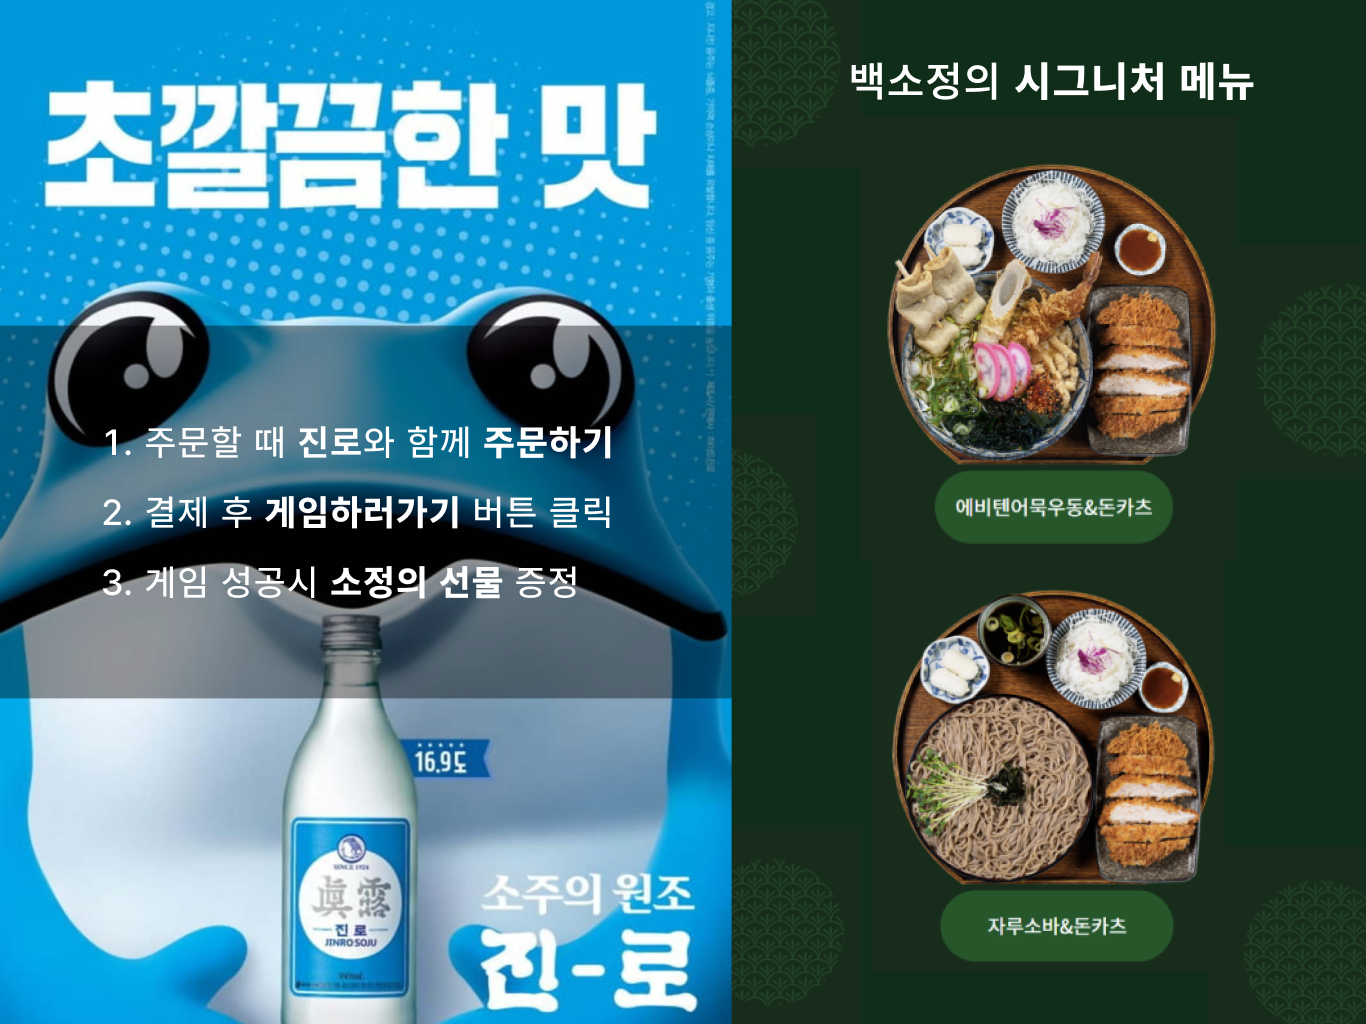 초깔끔한 맛
1. 주문할 때 진로와 함께 주문하기
2. 결제 후 게임하러가기 버튼 클릭
3. 게임 성공시 소정의 선물 증정
16.9도
SINCE 1924
眞露
진로
JINRO SOJU
360mL
소주의 원조
진-로
백소정의 시그니처 메뉴
에비텐어묵우동&돈카츠
자루소바&돈카츠